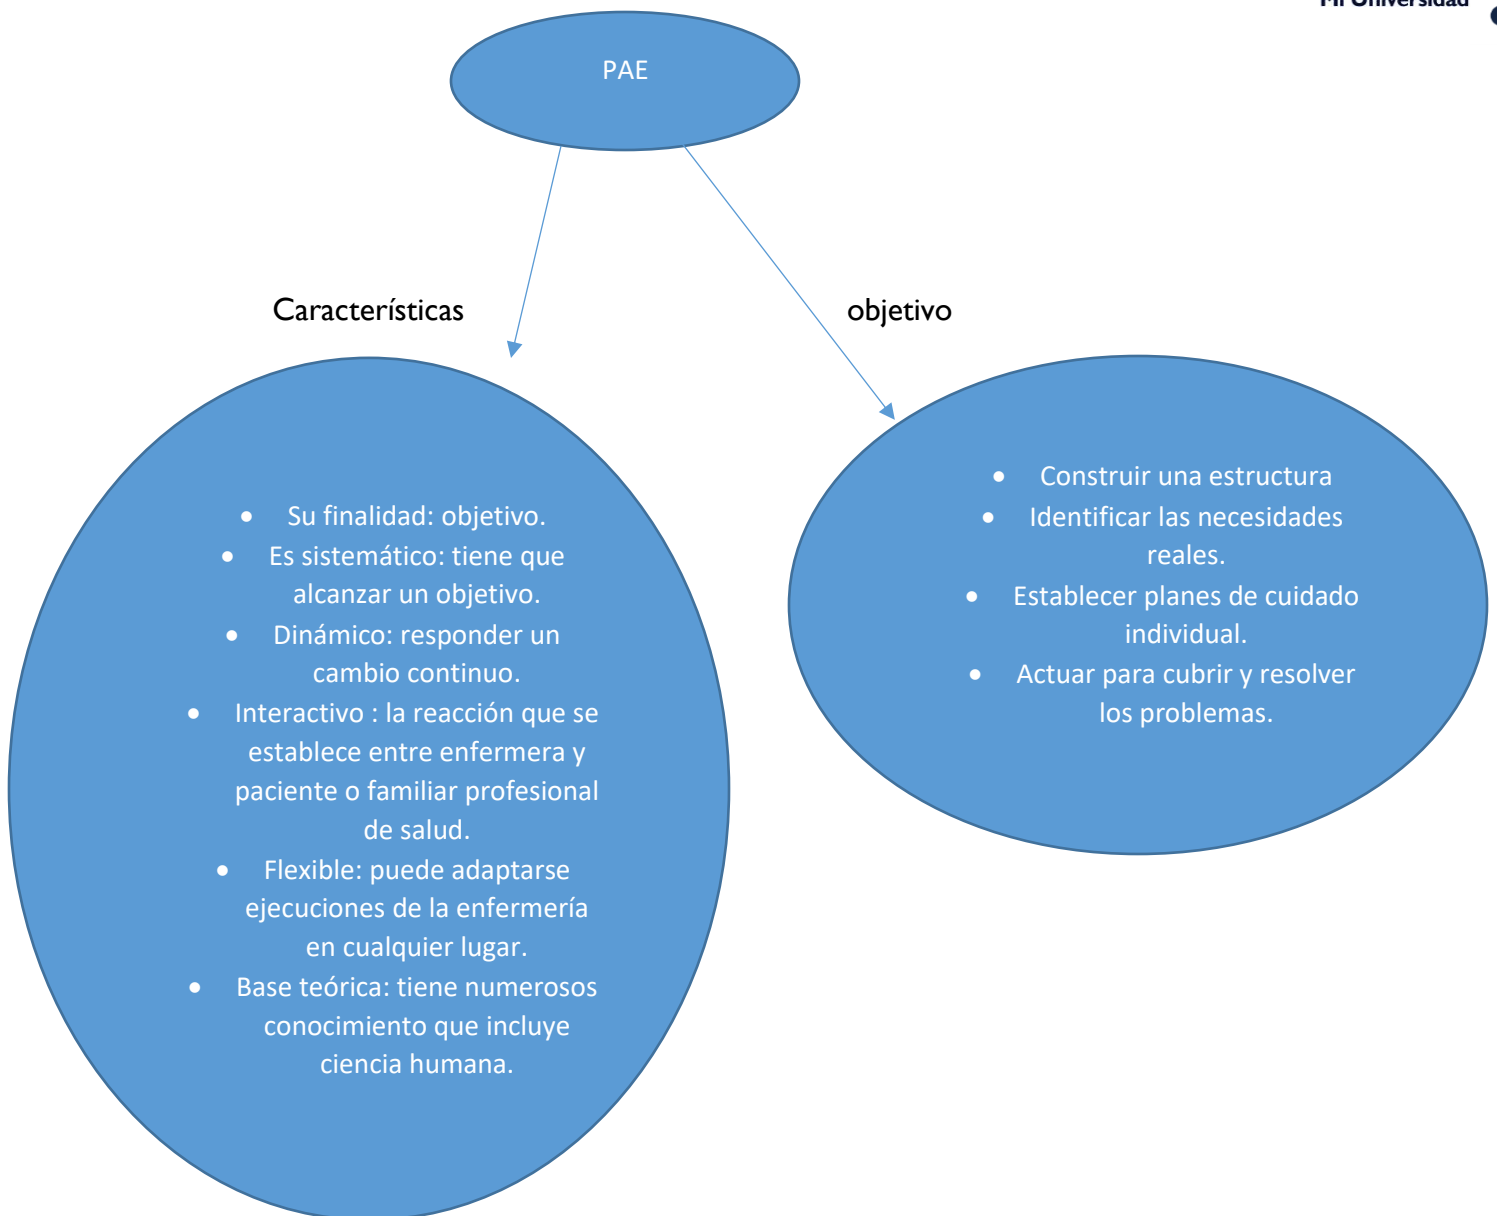 Mi Universidad
PAE
Característícas
objetivo
• Su finalidad: objetivo.
• Es sistemático: tiene que
alcanzar un objetivo.
• Dinámico: responder un
cambio continuo.
• Interactivo : la reacción que se
establece entre enfermera y
paciente o familiar profesional
de salud.
• Flexible: puede adaptarse
ejecuciones de la enfermería
en cualquier lugar.
• Base teórica: tiene numerosos
conocimiento que incluye
ciencia humana.
• Construir una estructura
• Identificar las necesidades
reales.
• Establecer planes de cuidado
individual.
• Actuar para cubrir y resolver
los problemas.